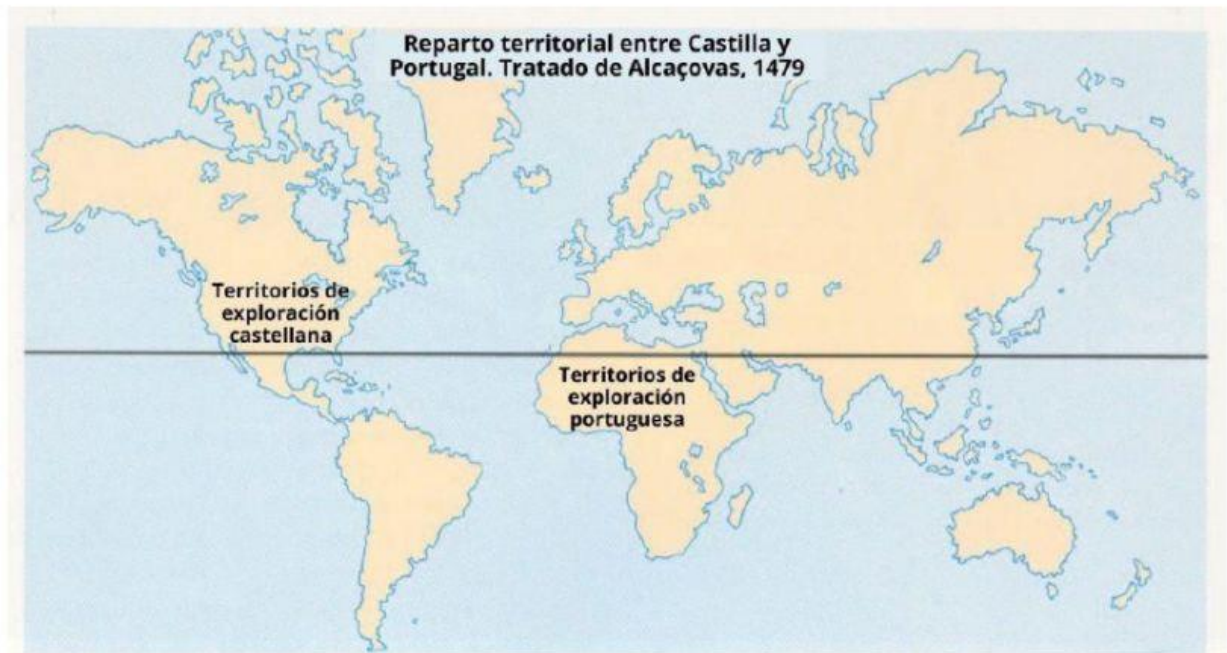 Reparto territorial entre Castilla y
Portugal. Tratado de Alcaçovas, 1479
Territorios de
exploración
castellana
Territorios de
exploración
portuguesa